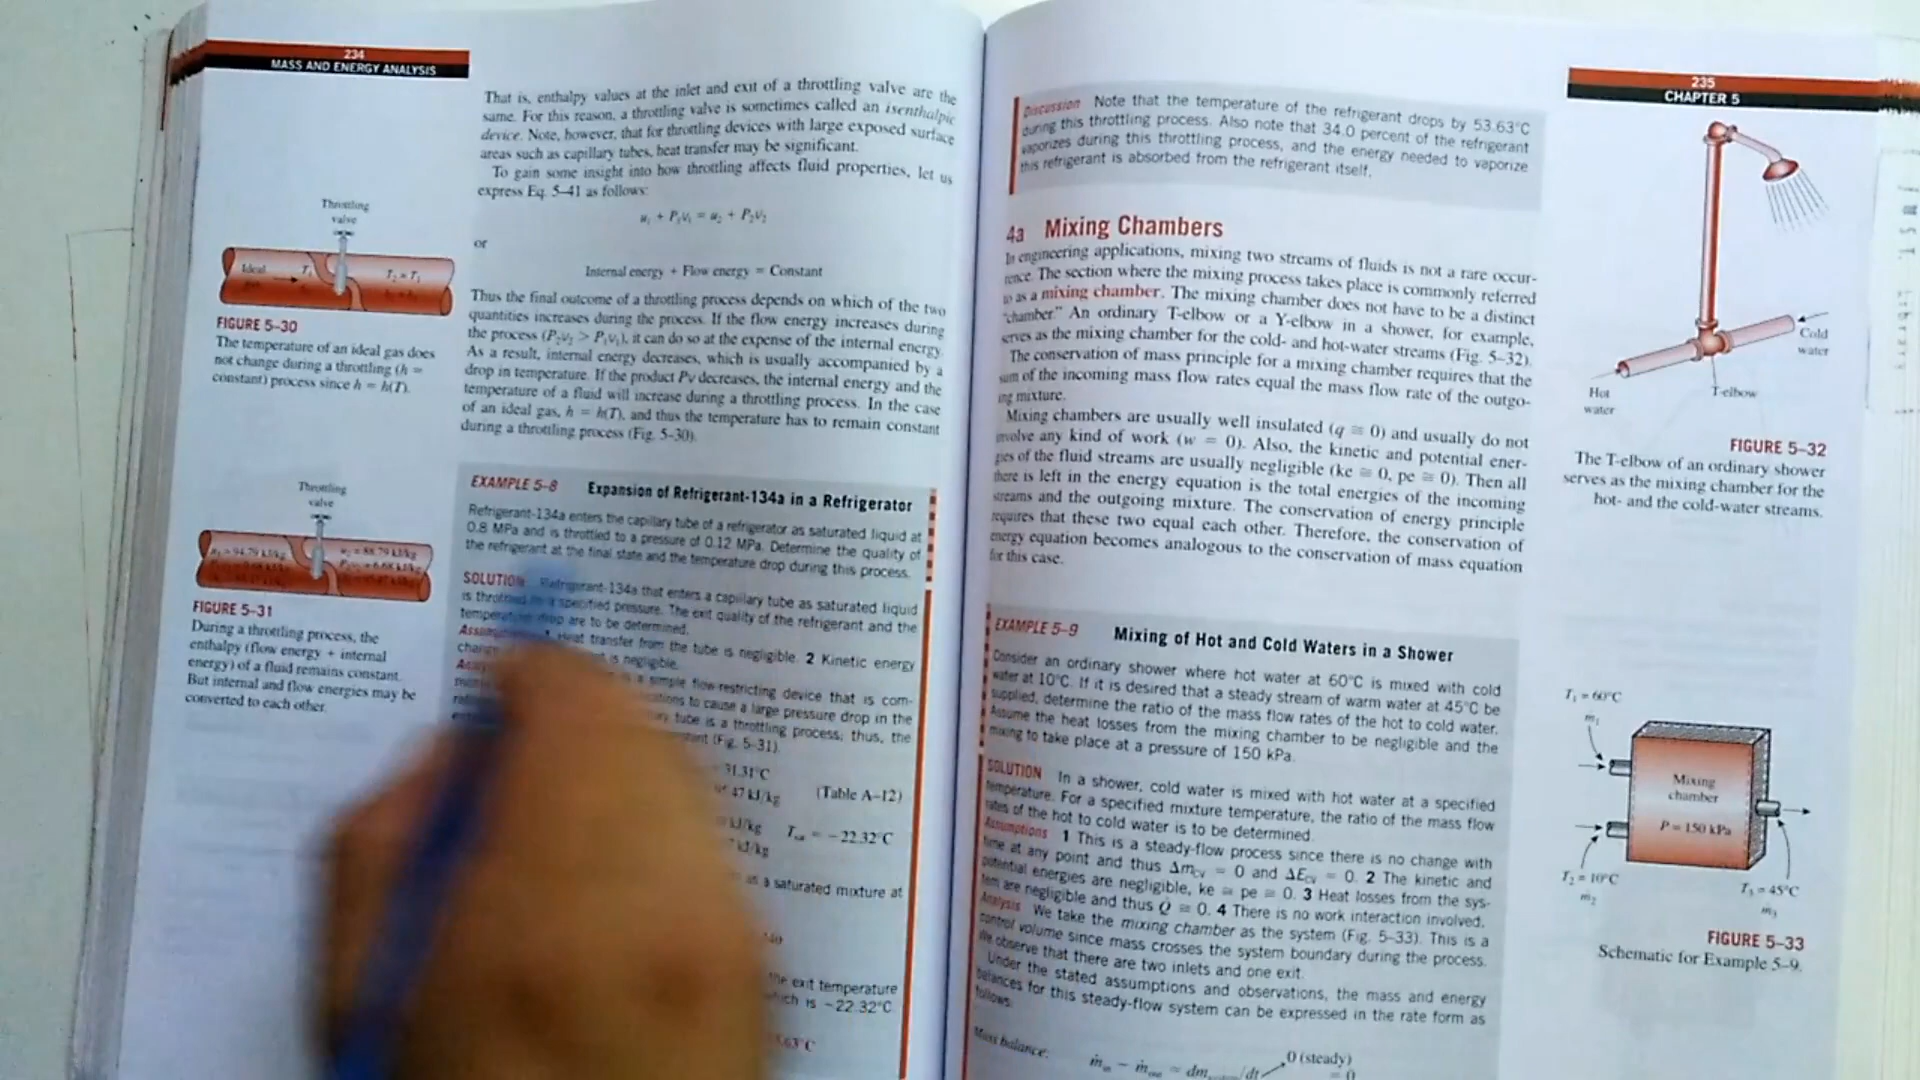 234
MASS AND ENERGY ANALYSIS
That is, enthalpy values at the inlet and exit of a throttling valve are the
same. For this reason, a throttling valve is sometimes called an isenthalpic
device. Note, however, that for throttling devices with large exposed surface
areas such as capillary tubes, heat transfer may be significant.
To gain some insight into how throttling affects fluid properties, let us
express Eq. 5–41 as follows:
u₁ + P₁v₁ = u₂ + P₂v₂
or
Internal energy + Flow energy = Constant
Thus the final outcome of a throttling process depends on which of the two
quantities increases during the process. If the flow energy increases during
the process (P₂v₂ > P₁v₁), it can do so at the expense of the internal energy.
As a result, internal energy decreases, which is usually accompanied by a
drop in temperature. If the product Pv decreases, the internal energy and the
temperature of a fluid will increase during a throttling process. In the case
of an ideal gas, h = h(T), and thus the temperature has to remain constant
during a throttling process (Fig. 5–30).
Throttling
valve
Ideal
gas
T₁
T₂ = T₁
FIGURE 5–30
The temperature of an ideal gas does
not change during a throttling (h =
constant) process since h = h(T).
Throttling
valve
FIGURE 5–31
During a throttling process, the
enthalpy (flow energy + internal
energy) of a fluid remains constant.
But internal and flow energies may be
converted to each other.
EXAMPLE 5–8 Expansion of Refrigerant-134a in a Refrigerator
Refrigerant-134a enters the capillary tube of a refrigerator as saturated liquid at
0.8 MPa and is throttled to a pressure of 0.12 MPa. Determine the quality of
the refrigerant at the final state and the temperature drop during this process.
SOLUTION Refrigerant-134a that enters a capillary tube as saturated liquid
is throttled to a specified pressure. The exit quality of the refrigerant and the
temperature drop are to be determined.
1 Heat transfer from the tube is negligible. 2 Kinetic energy
is negligible.
is a simple flow-restricting device that is com-
to cause a large pressure drop in the
tube is a throttling process; thus, the
(Fig. 5–31).
31.31°C
kJ/kg (Table A–12)
kJ/kg = −22.32°C
kJ/kg
as a saturated mixture at
the exit temperature
which is −22.32°C
235
CHAPTER 5
Discussion Note that the temperature of the refrigerant drops by 53.63°C
during this throttling process. Also note that 34.0 percent of the refrigerant
vaporizes during this throttling process, and the energy needed to vaporize
this refrigerant is absorbed from the refrigerant itself.
4a Mixing Chambers
In engineering applications, mixing two streams of fluids is not a rare occur-
rence. The section where the mixing process takes place is commonly referred
to as a mixing chamber. The mixing chamber does not have to be a distinct
"chamber." An ordinary T-elbow or a Y-elbow in a shower, for example,
serves as the mixing chamber for the cold- and hot-water streams (Fig. 5–32).
The conservation of mass principle for a mixing chamber requires that the
sum of the incoming mass flow rates equal the mass flow rate of the outgo-
ing mixture.
Mixing chambers are usually well insulated (q ≅ 0) and usually do not
involve any kind of work (w = 0). Also, the kinetic and potential ener-
gies of the fluid streams are usually negligible (ke ≅ 0, pe ≅ 0). Then all
there is left in the energy equation is the total energies of the incoming
streams and the outgoing mixture. The conservation of energy principle
requires that these two equal each other. Therefore, the conservation of
energy equation becomes analogous to the conservation of mass equation
for this case.
EXAMPLE 5–9 Mixing of Hot and Cold Waters in a Shower
Consider an ordinary shower where hot water at 60°C is mixed with cold
water at 10°C. If it is desired that a steady stream of warm water at 45°C be
supplied, determine the ratio of the mass flow rates of the hot to cold water.
Assume the heat losses from the mixing chamber to be negligible and the
mixing to take place at a pressure of 150 kPa.
SOLUTION In a shower, cold water is mixed with hot water at a specified
temperature. For a specified mixture temperature, the ratio of the mass flow
rates of the hot to cold water is to be determined.
Assumptions 1 This is a steady-flow process since there is no change with
time at any point and thus Δm_CV = 0 and ΔE_CV = 0. 2 The kinetic and
potential energies are negligible, ke ≅ pe ≅ 0. 3 Heat losses from the sys-
tem are negligible and thus Q̇ ≅ 0. 4 There is no work interaction involved.
Analysis We take the mixing chamber as the system (Fig. 5–33). This is a
control volume since mass crosses the system boundary during the process.
We observe that there are two inlets and one exit.
Under the stated assumptions and observations, the mass and energy
balances for this steady-flow system can be expressed in the rate form as
follows:
Mass balance: ṁ_in − ṁ_out = dm_system/dt 0 (steady)
= 0
Cold
water
Hot
water
T-elbow
FIGURE 5–32
The T-elbow of an ordinary shower
serves as the mixing chamber for the
hot- and the cold-water streams.
T₁ = 60°C
ṁ₁
Mixing
chamber
P = 150 kPa
T₂ = 10°C
ṁ₂
T₃ = 45°C
ṁ₃
FIGURE 5–33
Schematic for Example 5–9.